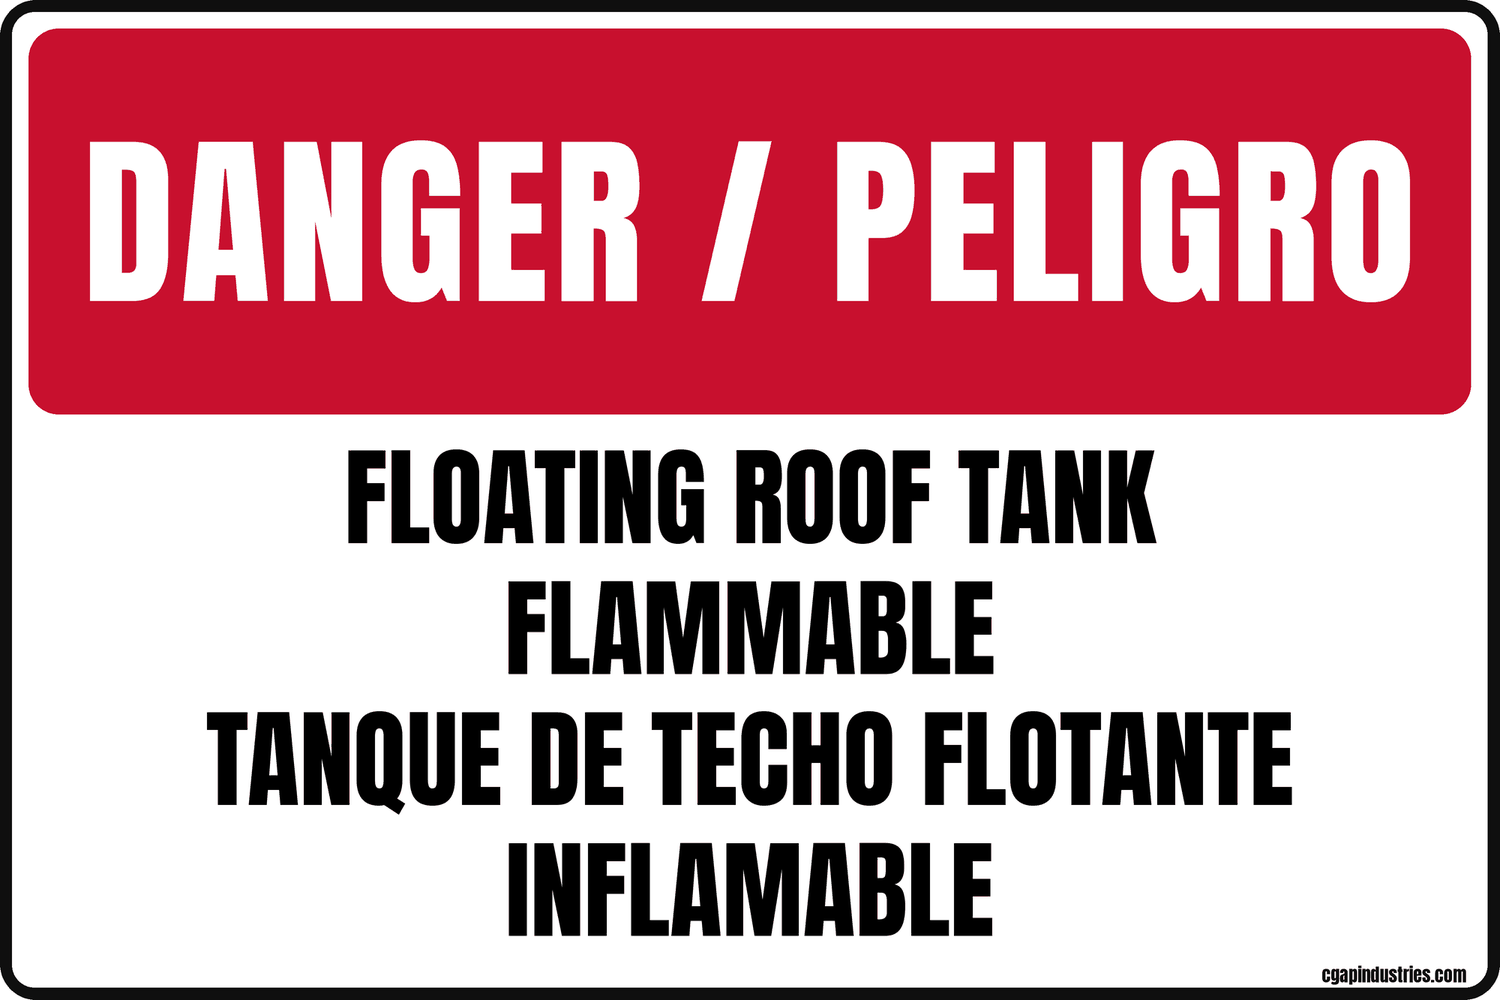 DANGER / PELIGRO
FLOATING ROOF TANK
FLAMMABLE
TANQUE DE TECHO FLOTANTE
INFLAMABLE
cgapindustries.com